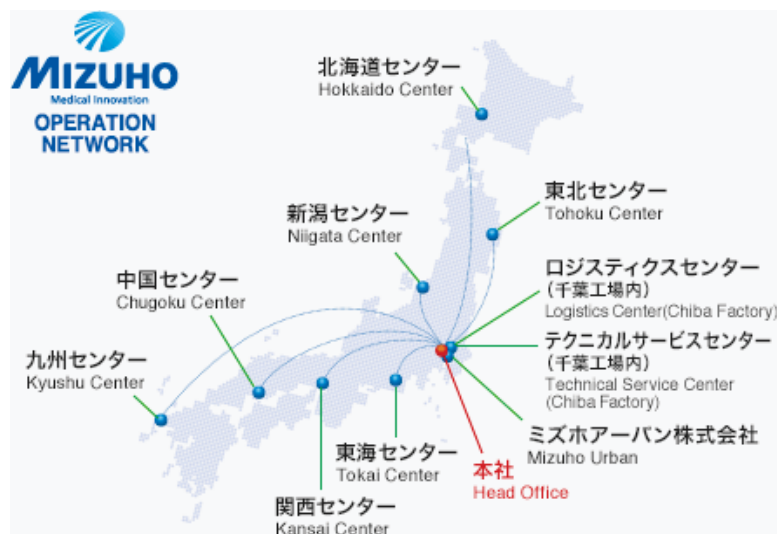 MIZUHO
Medical Innovation
OPERATION
NETWORK
北海道センター
Hokkaido Center
東北センター
Tohoku Center
新潟センター
Niigata Center
中国センター
Chugoku Center
九州センター
Kyushu Center
ロジスティクスセンター
(千葉工場内)
Logistics Center(Chiba Factory)
テクニカルサービスセンター
(千葉工場内)
Technical Service Center
(Chiba Factory)
ミズホアーバン株式会社
Mizuho Urban
東海センター
Tokai Center
本社
Head Office
関西センター
Kansai Center